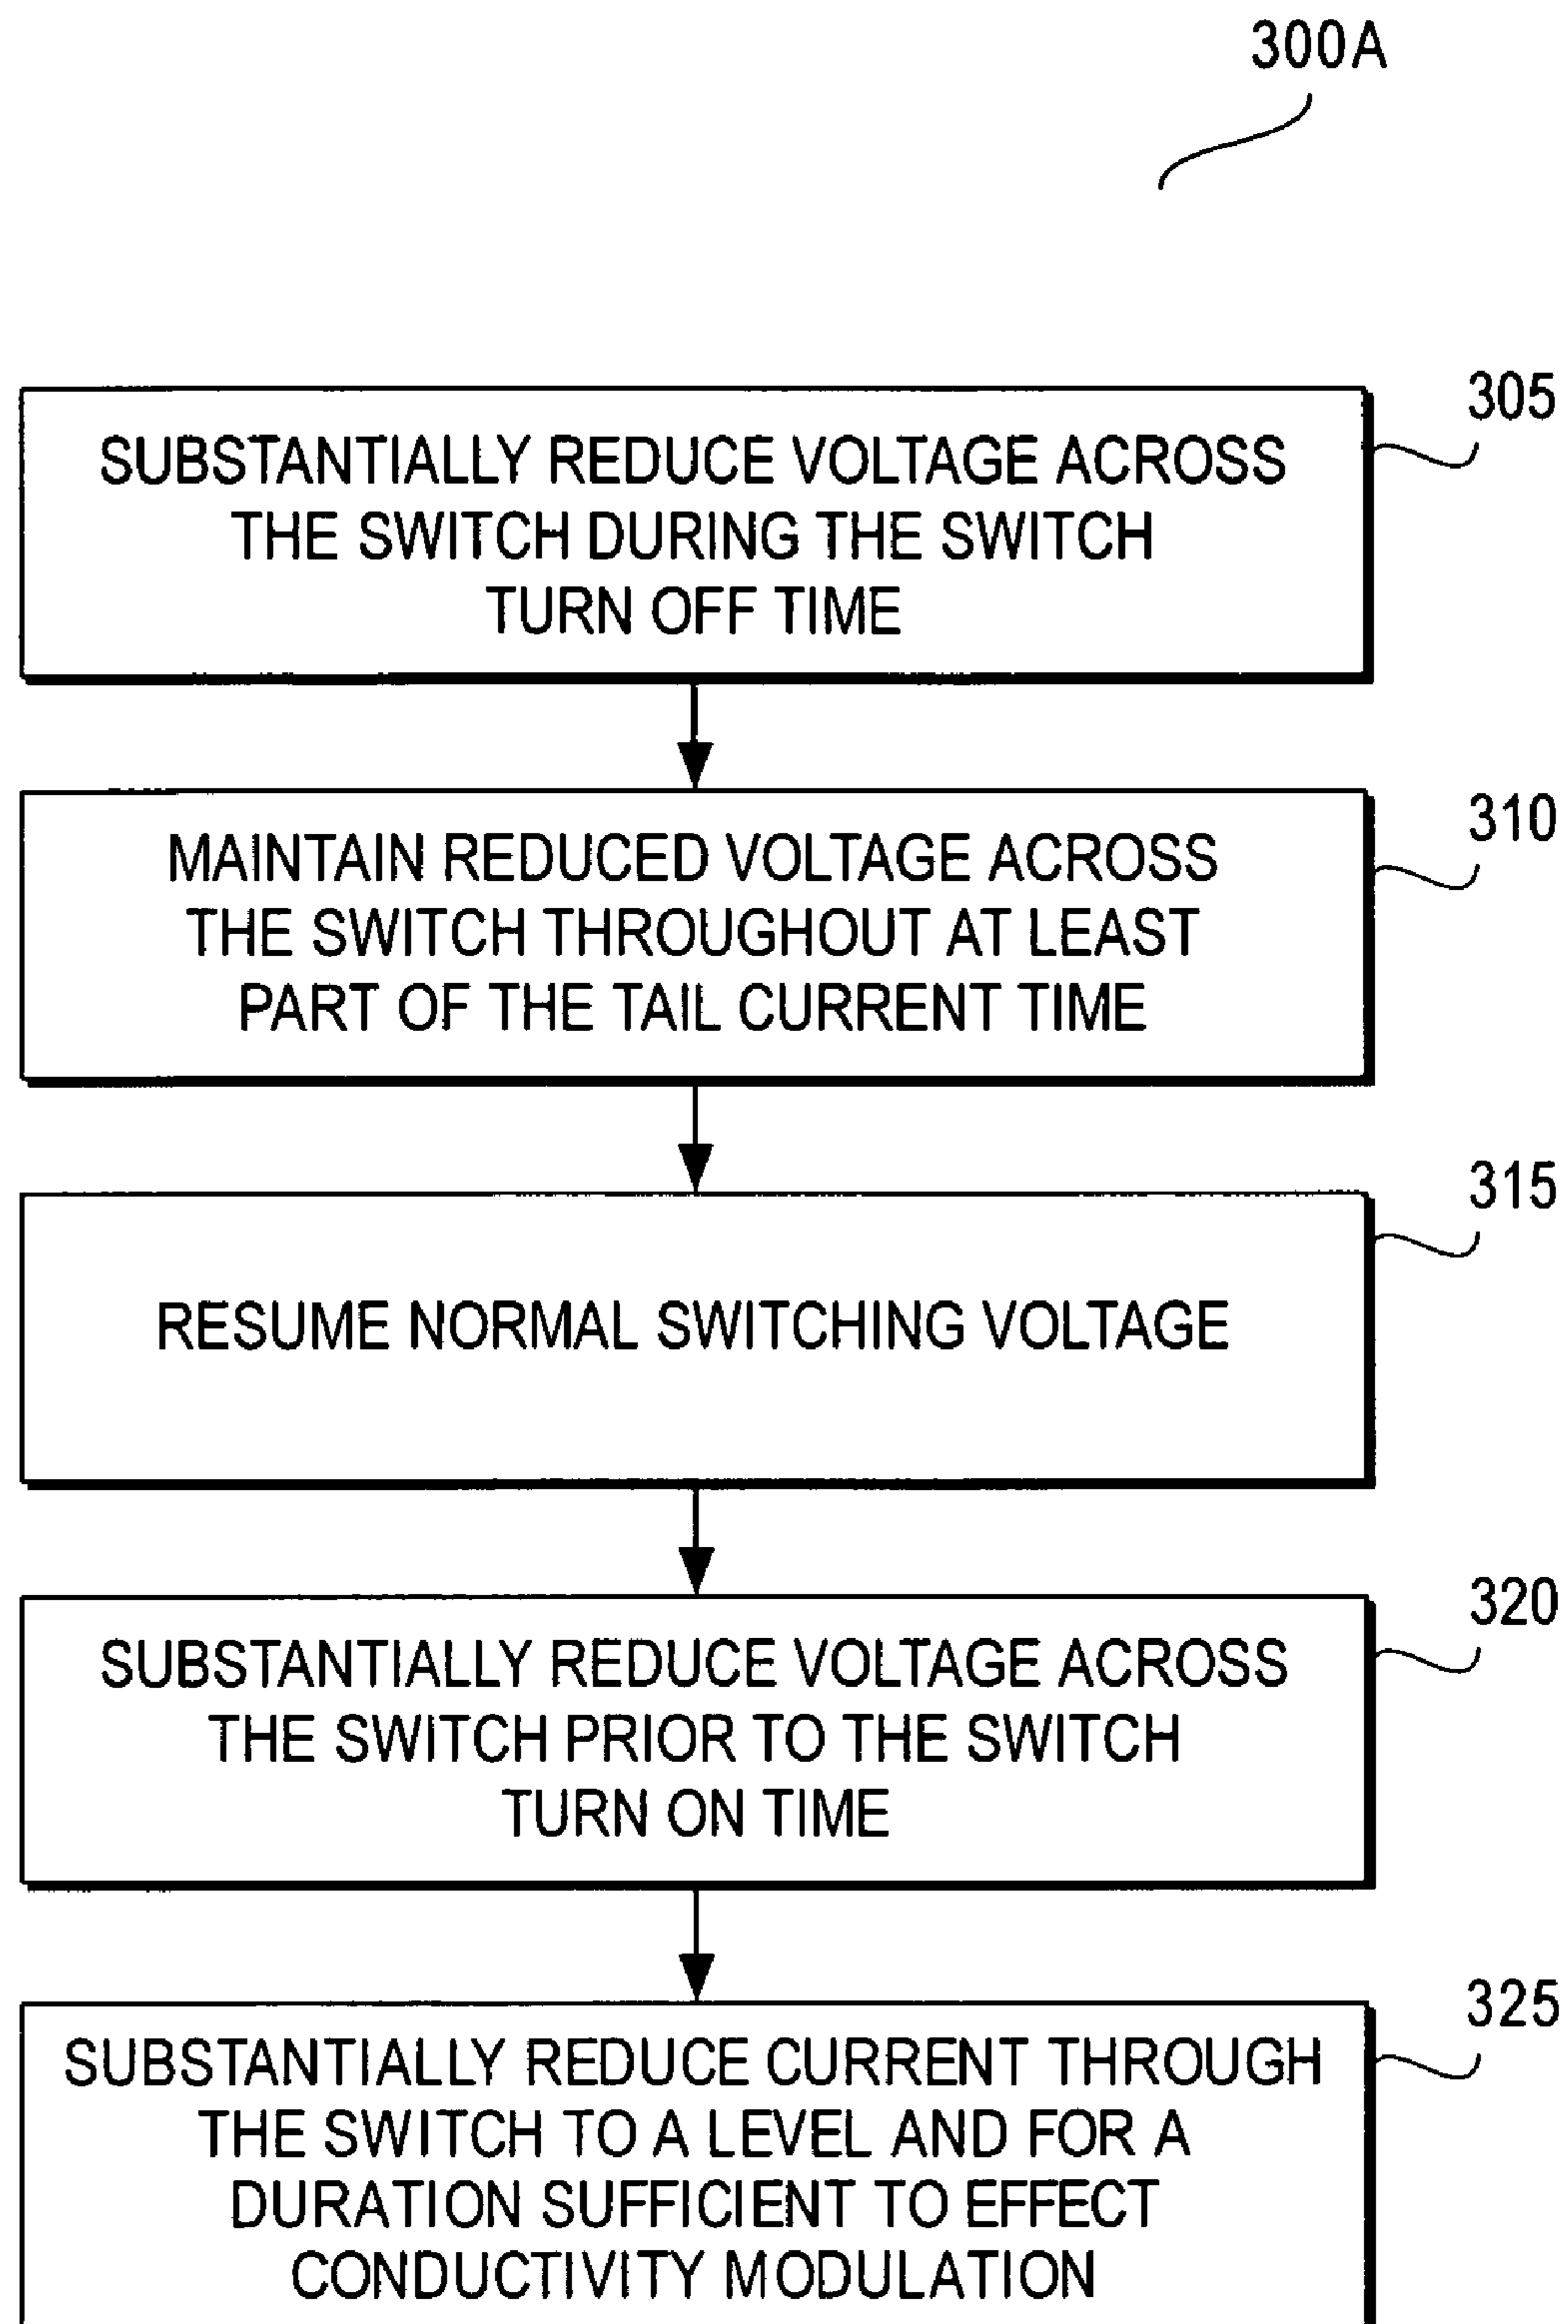 300A
305
SUBSTANTIALLY REDUCE VOLTAGE ACROSS
THE SWITCH DURING THE SWITCH
TURN OFF TIME
310
MAINTAIN REDUCED VOLTAGE ACROSS
THE SWITCH THROUGHOUT AT LEAST
PART OF THE TAIL CURRENT TIME
315
RESUME NORMAL SWITCHING VOLTAGE
320
SUBSTANTIALLY REDUCE VOLTAGE ACROSS
THE SWITCH PRIOR TO THE SWITCH
TURN ON TIME
325
SUBSTANTIALLY REDUCE CURRENT THROUGH
THE SWITCH TO A LEVEL AND FOR A
DURATION SUFFICIENT TO EFFECT
CONDUCTIVITY MODULATION